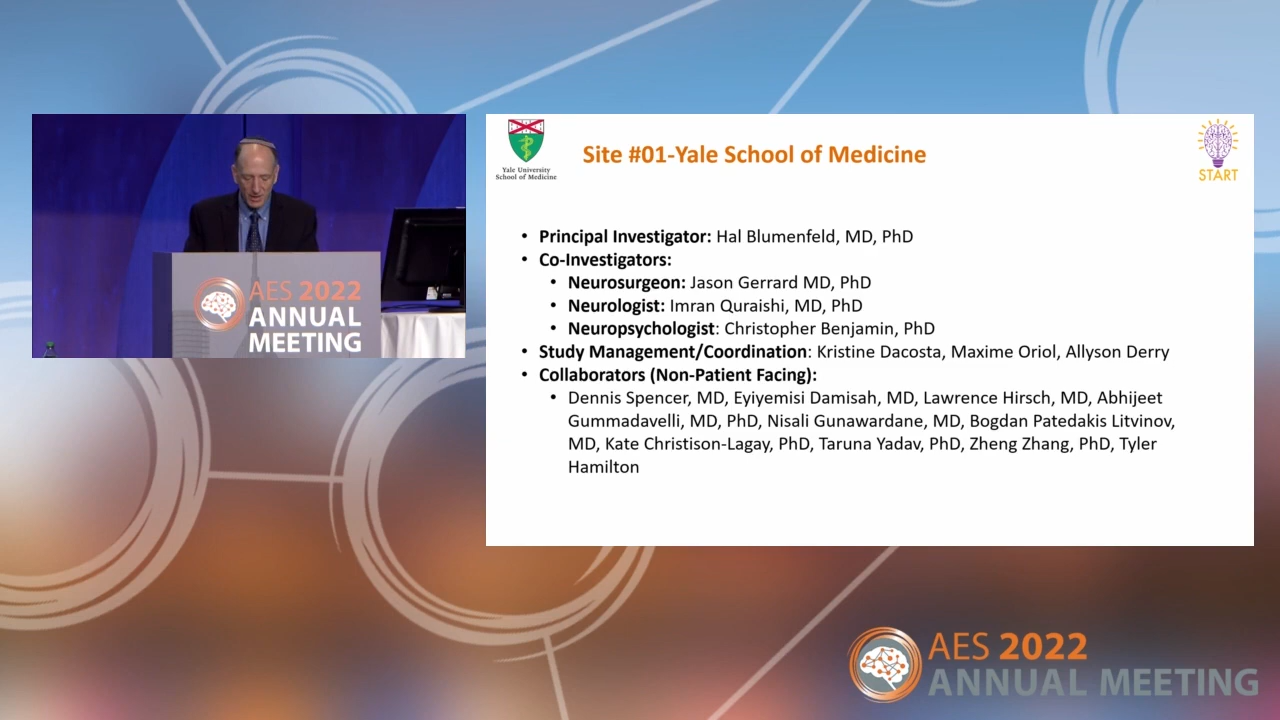 AES 2022
ANNUAL
MEETING
Yale University
School of Medicine
Site #01-Yale School of Medicine
START
• Principal Investigator: Hal Blumenfeld, MD, PhD
• Co-Investigators:
• Neurosurgeon: Jason Gerrard MD, PhD
• Neurologist: Imran Quraishi, MD, PhD
• Neuropsychologist: Christopher Benjamin, PhD
• Study Management/Coordination: Kristine Dacosta, Maxime Oriol, Allyson Derry
• Collaborators (Non-Patient Facing):
• Dennis Spencer, MD, Eyiyemisi Damisah, MD, Lawrence Hirsch, MD, Abhijeet
Gummadavelli, MD, PhD, Nisali Gunawardane, MD, Bogdan Patedakis Litvinov,
MD, Kate Christison-Lagay, PhD, Taruna Yadav, PhD, Zheng Zhang, PhD, Tyler
Hamilton
AES 2022
ANNUAL MEETING